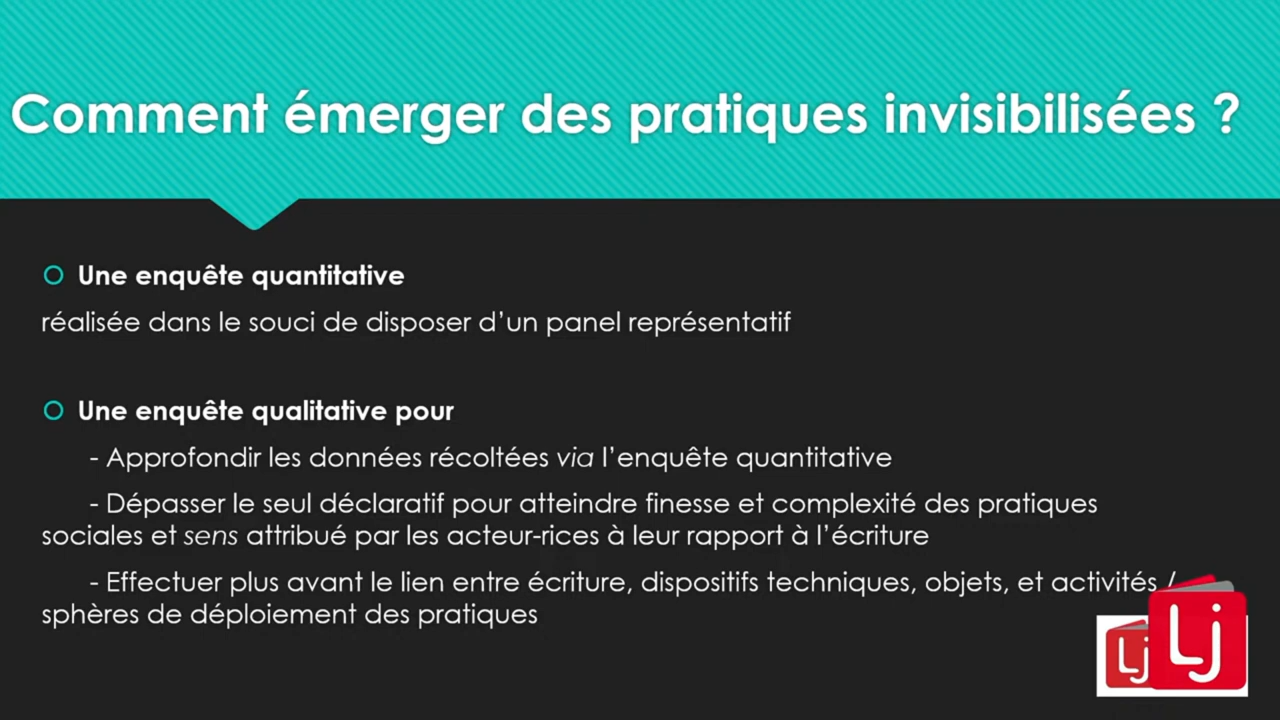 Comment émerger des pratiques invisibilisées ?
Une enquête quantitative
réalisée dans le souci de disposer d’un panel représentatif
Une enquête qualitative pour
- Approfondir les données récoltées via l’enquête quantitative
- Dépasser le seul déclaratif pour atteindre finesse et complexité des pratiques
sociales et sens attribué par les acteur-rices à leur rapport à l’écriture
- Effectuer plus avant le lien entre écriture, dispositifs techniques, objets, et activités /
sphères de déploiement des pratiques
Lj
Lj